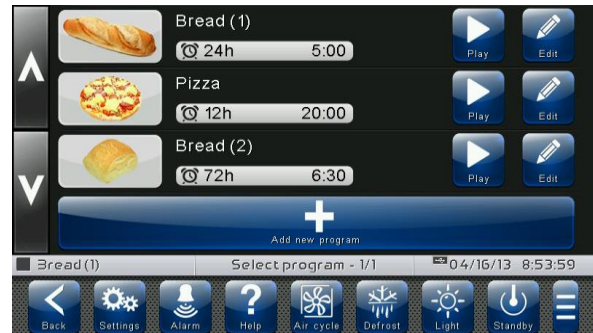 Bread (1)
24h 5:00
Play Edit
Pizza
12h 20:00
Play Edit
Bread (2)
72h 6:30
Play Edit
Add new program
Bread (1) Select program - 1/1 04/16/13 8:53:59
Back Settings Alarm Help Air cycle Defrost Light Standby